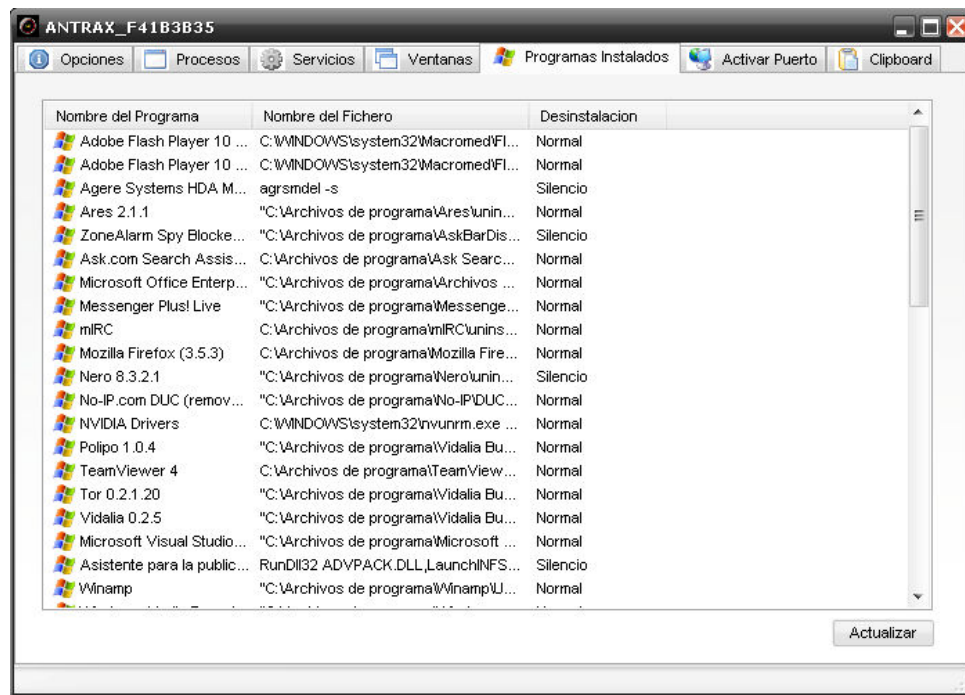 ANTRAX_F41B3B35
Opciones Procesos Servicios Ventanas Programas Instalados Activar Puerto Clipboard
Nombre del Programa Nombre del Fichero Desinstalacion
Adobe Flash Player 10 ... C:\WINDOWS\system32\Macromed\Fl... Normal
Adobe Flash Player 10 ... C:\WINDOWS\system32\Macromed\Fl... Normal
Agere Systems HDA M... agrsmdel -s Silencio
Ares 2.1.1 "C:\Archivos de programa\Ares\unin... Normal
ZoneAlarm Spy Blocke... "C:\Archivos de programa\AskBarDis... Silencio
Ask.com Search Assis... C:\Archivos de programa\Ask Searc... Normal
Microsoft Office Enterp... "C:\Archivos de programa\Archivos ... Normal
Messenger Plus! Live "C:\Archivos de programa\Messenge... Normal
mIRC C:\Archivos de programa\mIRC\unins... Normal
Mozilla Firefox (3.5.3) C:\Archivos de programa\Mozilla Fire... Normal
Nero 8.3.2.1 "C:\Archivos de programa\Nero\unin... Silencio
No-IP.com DUC (remov... "C:\Archivos de programa\No-IP\DUC... Normal
NVIDIA Drivers C:\WINDOWS\system32\nvunrm.exe ... Normal
Polipo 1.0.4 "C:\Archivos de programa\Vidalia Bu... Normal
TeamViewer 4 C:\Archivos de programa\TeamView... Normal
Tor 0.2.1.20 "C:\Archivos de programa\Vidalia Bu... Normal
Vidalia 0.2.5 "C:\Archivos de programa\Vidalia Bu... Normal
Microsoft Visual Studio... "C:\Archivos de programa\Microsoft ... Normal
Asistente para la public... RunDll32 ADVPACK.DLL,LaunchINFS... Silencio
Winamp "C:\Archivos de programa\Winamp\U... Normal
Actualizar